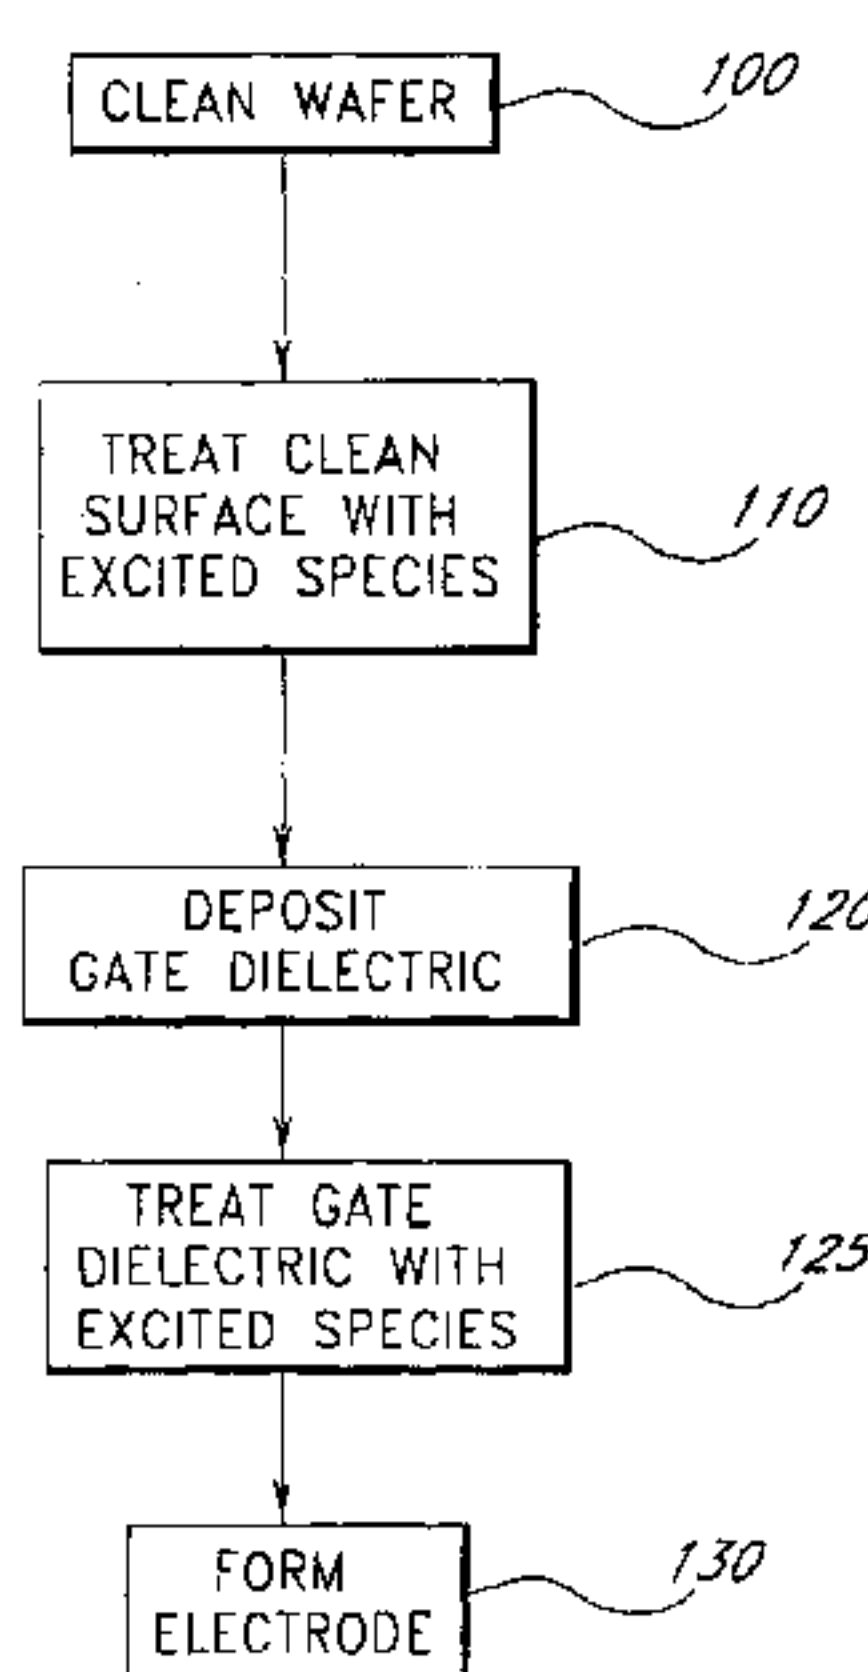 CLEAN WAFER
100
TREAT CLEAN
SURFACE WITH
EXCITED SPECIES
110
DEPOSIT
GATE DIELECTRIC
120
TREAT GATE
DIELECTRIC WITH
EXCITED SPECIES
125
FORM
ELECTRODE
130